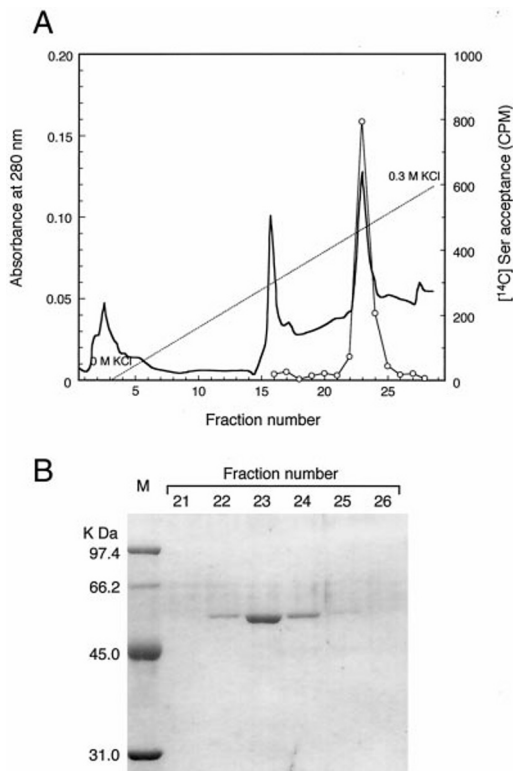 A
0.20
0.15
0.10
0.05
0
1000
800
600
400
200
0
Absorbance at 280 nm
[¹⁴C] Ser acceptance (CPM)
0.3 M KCl
0 M KCl
5
10
15
20
25
Fraction number
B
Fraction number
M
21 22 23 24 25 26
K Da
97.4
66.2
45.0
31.0